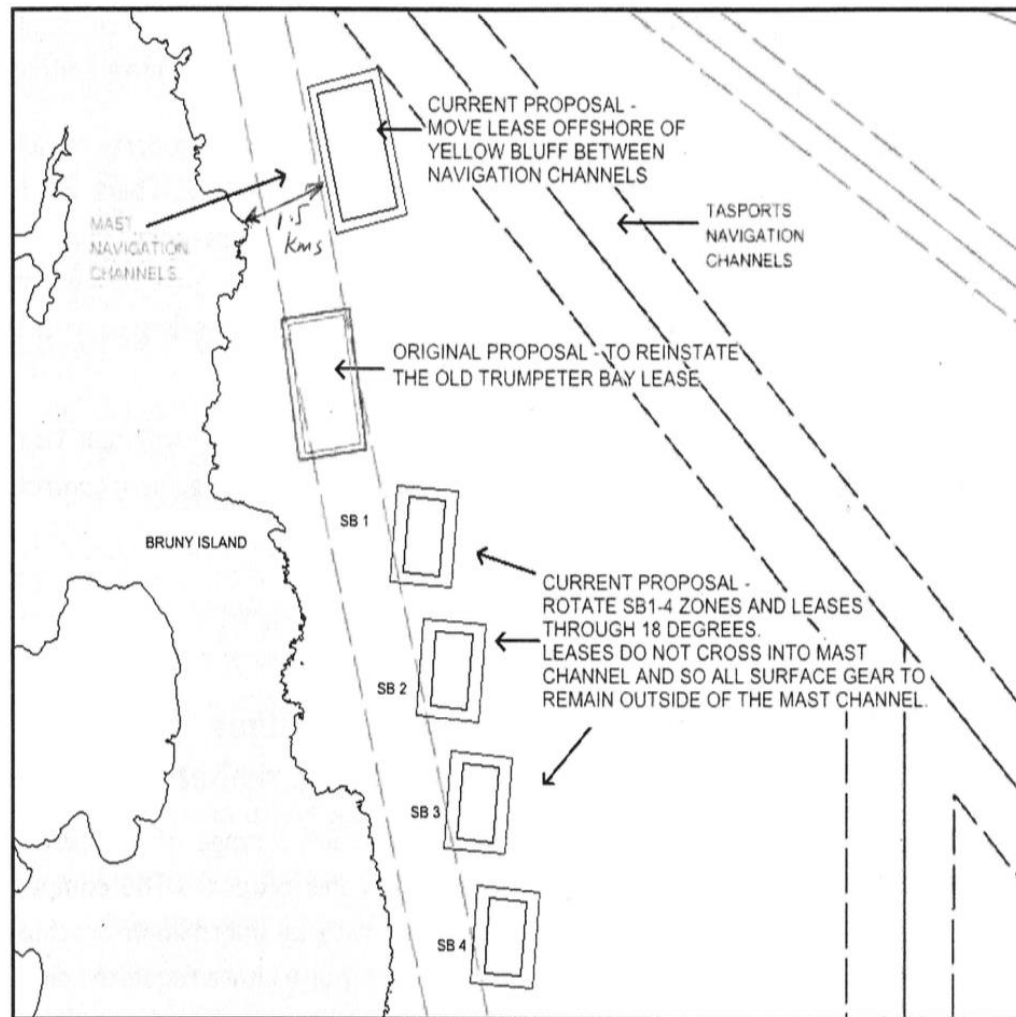 CURRENT PROPOSAL -
MOVE LEASE OFFSHORE OF
YELLOW BLUFF BETWEEN
NAVIGATION CHANNELS
MAST
NAVIGATION
CHANNELS
1.5
kms
TASPORTS
NAVIGATION
CHANNELS
ORIGINAL PROPOSAL - TO REINSTATE
THE OLD TRUMPETER BAY LEASE
SB 1
BRUNY ISLAND
CURRENT PROPOSAL -
ROTATE SB1-4 ZONES AND LEASES
THROUGH 18 DEGREES.
LEASES DO NOT CROSS INTO MAST
CHANNEL AND SO ALL SURFACE GEAR TO
REMAIN OUTSIDE OF THE MAST CHANNEL.
SB 2
SB 3
SB 4